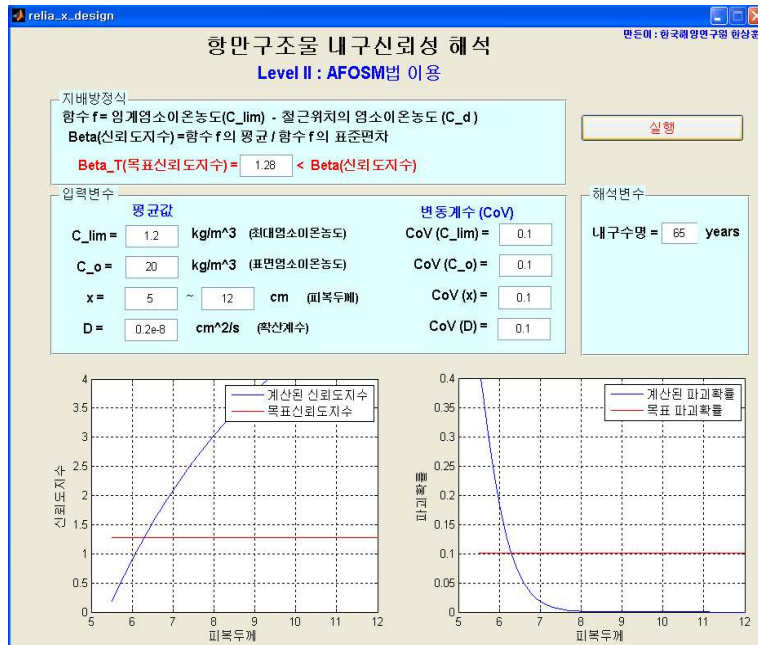 relia_x_design
항만구조물 내구신뢰성 해석
만든이 : 한국해양연구원 한상훈
Level II : AFOSM법 이용
지배방정식
함수 f = 임계염소이온농도(C_lim) - 철근위치의 염소이온농도 (C_d )
Beta(신뢰도지수) =함수 f 의 평균 / 함수 f 의 표준편차
Beta_T(목표신뢰도지수) = 1.28 < Beta(신뢰도지수)
실행
입력변수
평균값 변동계수 (CoV)
C_lim = 1.2 kg/m^3 (최대염소이온농도) CoV (C_lim) = 0.1
C_o = 20 kg/m^3 (표면염소이온농도) CoV (C_o) = 0.1
x = 5 ~ 12 cm (피복두께) CoV (x) = 0.1
D = 0.2e-8 cm^2/s (확산계수) CoV (D) = 0.1
해석변수
내구수명 = 65 years
계산된 신뢰도지수
목표신뢰도지수
신뢰도지수
4
3.5
3
2.5
2
1.5
1
0.5
0
5 6 7 8 9 10 11 12
피복두께
계산된 파괴확률
목표 파괴확률
파괴확률
0.4
0.35
0.3
0.25
0.2
0.15
0.1
0.05
0
5 6 7 8 9 10 11 12
피복두께